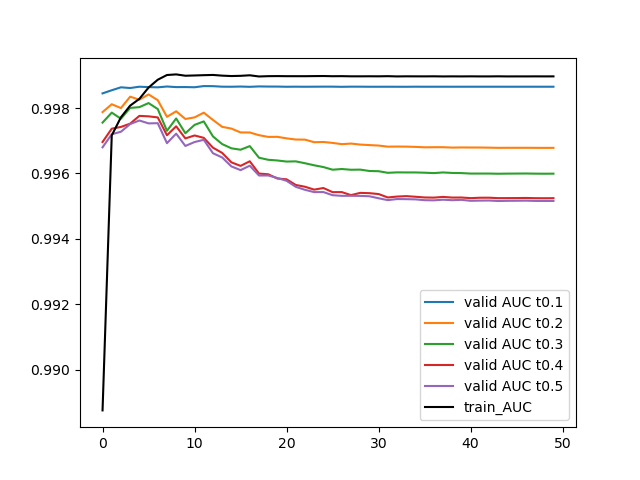 0.998
0.996
0.994
0.992
0.990
0
10
20
30
40
50
valid AUC t0.1
valid AUC t0.2
valid AUC t0.3
valid AUC t0.4
valid AUC t0.5
train_AUC